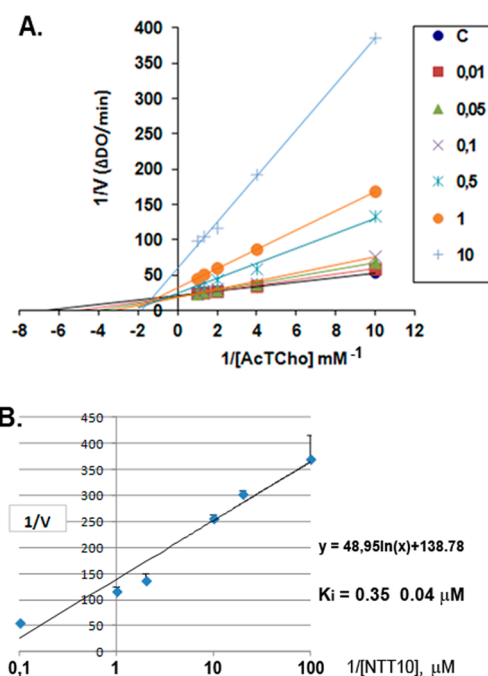 A.
1/V (ΔDO/min)
400
350
300
250
200
150
100
50
0
-8 -6 -4 -2 0 2 4 6 8 10 12
1/[AcTCho] mM -1
C
0,01
0,05
0,1
0,5
1
10
B.
450
400
350
300
250
200
150
100
50
0
1/V
0,1 1 10 100
1/[NTT10], μM
y = 48,95ln(x)+138.78
Ki = 0.35 0.04 μM